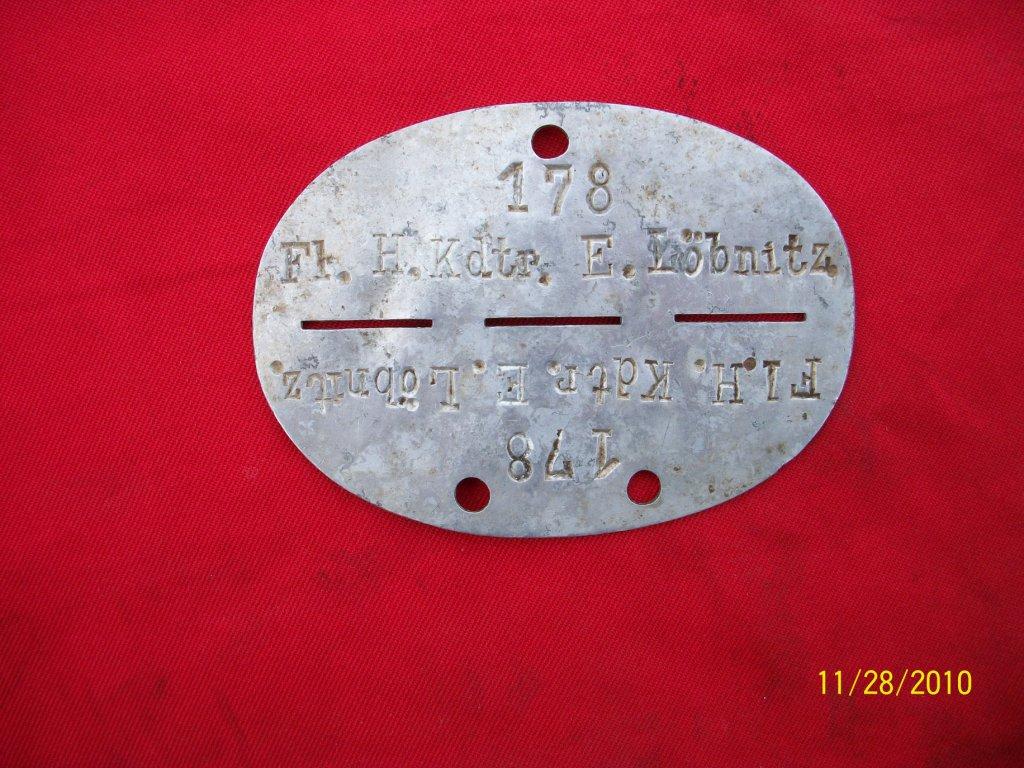 178
Fl. H.Kdtr. E. Löbnitz.
Fl.H. Kdtr. E. Löbnitz.
178
11/28/2010